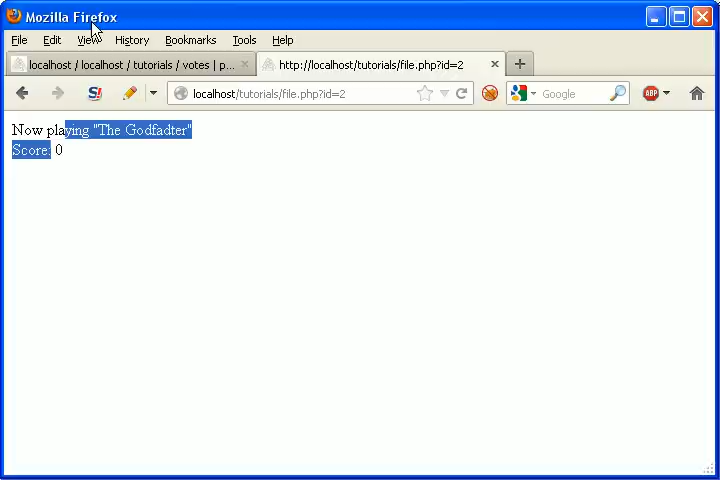 Mozilla Firefox
File Edit View History Bookmarks Tools Help
localhost / localhost / tutorials / votes | p... http://localhost/tutorials/file.php?id=2
S! localhost/tutorials/file.php?id=2 Google ABP
Now playing "The Godfadter"
Score: 0